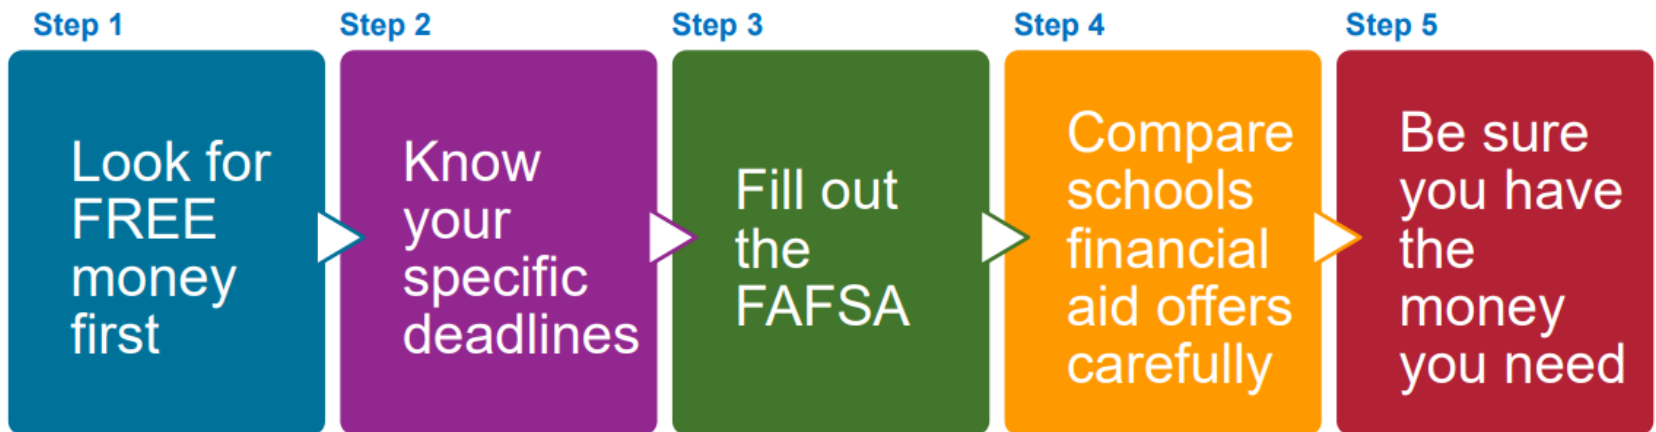 Step 1
Look for
FREE
money
first
Step 2
Know
your
specific
deadlines
Step 3
Fill out
the
FAFSA
Step 4
Compare
schools
financial
aid offers
carefully
Step 5
Be sure
you have
the
money
you need